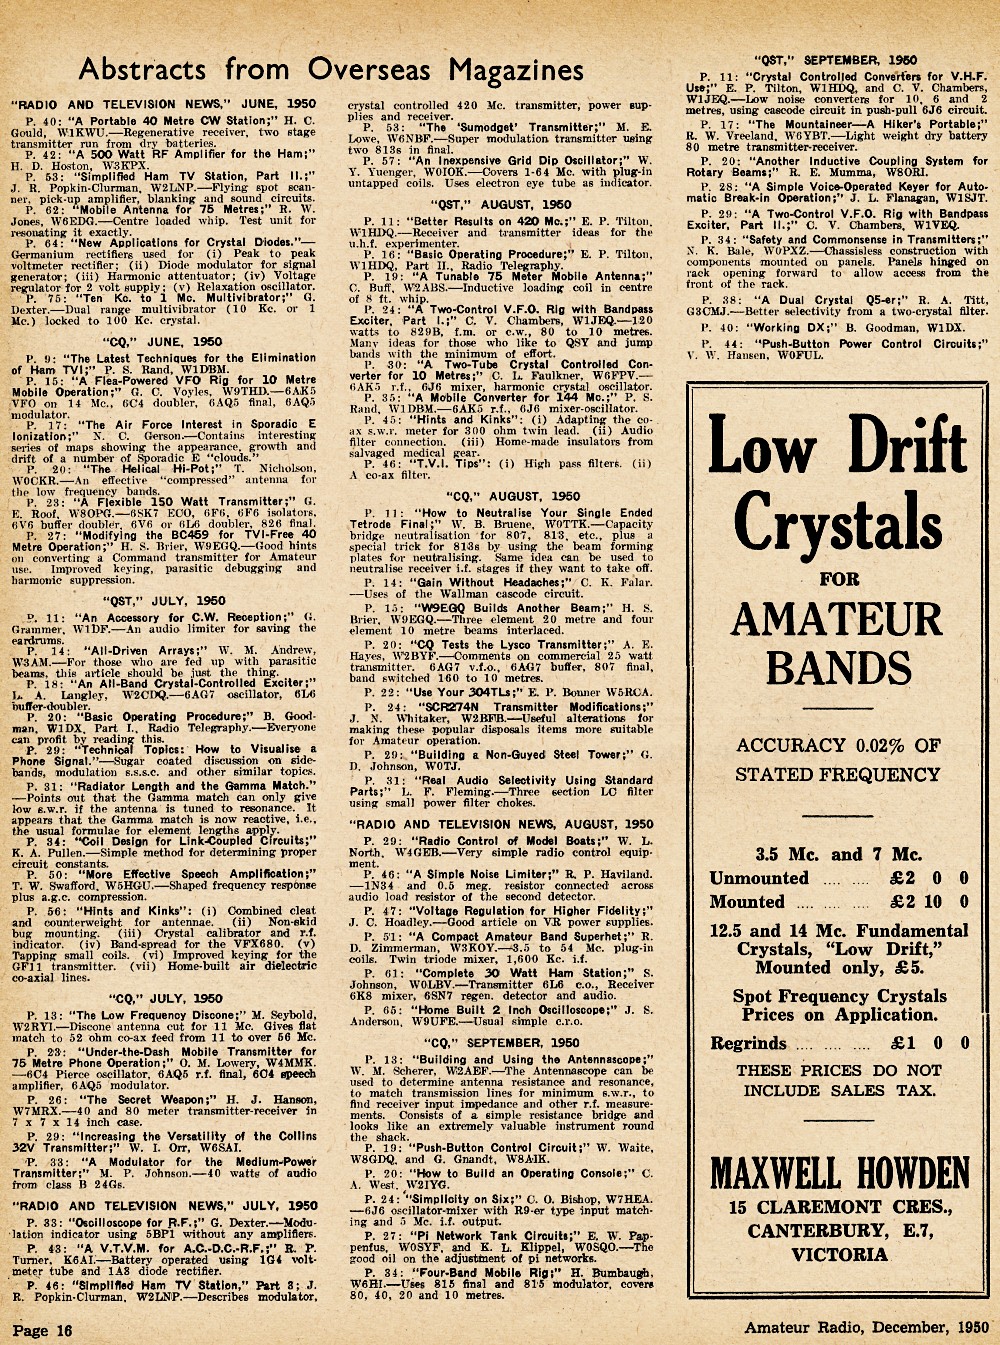 Abstracts from Overseas Magazines
"RADIO AND TELEVISION NEWS," JUNE, 1950
P. 40: "A Portable 40 Metre CW Station;" H. C.
Gould, W1KWU.—Regenerative receiver, two stage
transmitter run from dry batteries.
P. 42: "A 500 Watt RF Amplifier for the Ham;"
H. D. Hoston, W3KPX.
P. 53: "Simplified Ham TV Station, Part II.;"
J. R. Popkin-Clurman, W2LNP.—Flying spot scan-
ner, pick-up amplifier, blanking and sound circuits.
P. 62: "Mobile Antenna for 75 Metres;" R. W.
Jones, W6EDG.—Centre loaded whip. Test unit for
resonating it exactly.
P. 64: "New Applications for Crystal Diodes."—
Germanium rectifiers used for (i) Peak to peak
voltmeter rectifier; (ii) Diode modulator for signal
generator; (iii) Harmonic attentuator; (iv) Voltage
regulator for 2 volt supply; (v) Relaxation oscillator.
P. 75: "Ten Kc. to 1 Mc. Multivibrator;" G.
Dexter.—Dual range multivibrator (10 Kc. or 1
Mc.) locked to 100 Kc. crystal.
"CQ," JUNE, 1950
P. 9: "The Latest Techniques for the Elimination
of Ham TVI;" P. S. Rand, W1DBM.
P. 15: "A Flea-Powered VFO Rig for 10 Metre
Mobile Operation;" G. C. Voyles, W9THD.—6AK5
VFO on 14 Mc., 6C4 doubler, 6AQ5 final, 6AQ5
modulator.
P. 17: "The Air Force Interest in Sporadic E
Ionization;" N. C. Gerson.—Contains interesting
series of maps showing the appearance, growth and
drift of a number of Sporadic E "clouds."
P. 20: "The Helical Hi-Pot;" T. Nicholson,
W0CKR.—An effective "compressed" antenna for
the low frequency bands.
P. 23: "A Flexible 150 Watt Transmitter;" G.
E. Roof, W8OPG.—6SK7 ECO, 6F6, 6F6 isolators,
6V6 buffer doubler, 6V6 or 6L6 doubler, 826 final.
P. 27: "Modifying the BC459 for TVI-Free 40
Metre Operation;" H. S. Brier, W9EGQ.—Good hints
on converting a Command transmitter for Amateur
use. Improved keying, parasitic debugging and
harmonic suppression.
"QST," JULY, 1950
P. 11: "An Accessory for C.W. Reception;" G.
Grammer, W1DF.—An audio limiter for saving the
eardrums.
P. 14: "All-Driven Arrays;" W. M. Andrew,
W3AM.—For those who are fed up with parasitic
beams, this article should be just the thing.
P. 18: "An All-Band Crystal-Controlled Exciter;"
L. A. Langley, W2CDQ.—6AG7 oscillator, 6L6
buffer-doubler.
P. 20: "Basic Operating Procedure;" B. Good-
man, W1DX, Part I., Radio Telegraphy.—Everyone
can profit by reading this.
P. 29: "Technical Topics: How to Visualise a
Phone Signal."—Sugar coated discussion on side-
bands, modulation s.s.s.c. and other similar topics.
P. 31: "Radiator Length and the Gamma Match."
—Points out that the Gamma match can only give
low s.w.r. if the antenna is tuned to resonance. It
appears that the Gamma match is now reactive, i.e.,
the usual formulae for element lengths apply.
P. 34: "Coil Design for Link-Coupled Circuits;"
K. A. Pullen.—Simple method for determining proper
circuit constants.
P. 50: "More Effective Speech Amplification;"
T. W. Swafford, W5HGU.—Shaped frequency response
plus a.g.c. compression.
P. 56: "Hints and Kinks": (i) Combined cleat
and counterweight for antennae. (ii) Non-skid
bug mounting. (iii) Crystal calibrator and r.f.
indicator. (iv) Band-spread for the VFX680. (v)
Tapping small coils. (vi) Improved keying for the
GF11 transmitter. (vii) Home-built air dielectric
co-axial lines.
"CQ," JULY, 1950
P. 13: "The Low Frequency Discone;" M. Seybold,
W2RYI.—Discone antenna cut for 11 Mc. Gives flat
match to 52 ohm co-ax feed from 11 to over 56 Mc.
P. 23: "Under-the-Dash Mobile Transmitter for
75 Metre Phone Operation;" O. M. Lowery, W4MMK.
—6C4 Pierce oscillator, 6AQ5 r.f. final, 6C4 speech
amplifier, 6AQ5 modulator.
P. 26: "The Secret Weapon;" H. J. Hanson,
W7MRX.—40 and 80 meter transmitter-receiver in
7 x 7 x 14 inch case.
P. 29: "Increasing the Versatility of the Collins
32V Transmitter;" W. I. Orr, W6SAI.
P. 33: "A Modulator for the Medium-Power
Transmitter;" M. P. Johnson.—40 watts of audio
from class B 24Gs.
"RADIO AND TELEVISION NEWS," JULY, 1950
P. 33: "Oscilloscope for R.F.;" G. Dexter.—Modu-
lation indicator using 5BP1 without any amplifiers.
P. 43: "A V.T.V.M. for A.C.-D.C.-R.F.;" R. P.
Turner, K6AI.—Battery operated using 1G4 volt-
meter tube and 1A3 diode rectifier.
P. 46: "Simplified Ham TV Station," Part 3; J.
R. Popkin-Clurman, W2LNP.—Describes modulator,
crystal controlled 420 Mc. transmitter, power sup-
plies and receiver.
P. 53: "The 'Sumodget' Transmitter;" M. E.
Lowe, W6NBF.—Super modulation transmitter using
two 813s in final.
P. 57: "An Inexpensive Grid Dip Oscillator;" W.
Y. Yuenger, W0IOK.—Covers 1-64 Mc. with plug-in
untapped coils. Uses electron eye tube as indicator.
"QST," AUGUST, 1950
P. 11: "Better Results on 420 Mc.;" E. P. Tilton,
W1HDQ.—Receiver and transmitter ideas for the
u.h.f. experimenter.
P. 16: "Basic Operating Procedure;" E. P. Tilton,
W1HDQ, Part II., Radio Telegraphy.
P. 19: "A Tunable 75 Meter Mobile Antenna;"
C. Buff, W2ABS.—Inductive loading coil in centre
of 8 ft. whip.
P. 24: "A Two-Control V.F.O. Rig with Bandpass
Exciter, Part I.;" C. V. Chambers, W1JEQ.—120
watts to 829B, f.m. or c.w., 80 to 10 metres.
Many ideas for those who like to QSY and jump
bands with the minimum of effort.
P. 30: "A Two-Tube Crystal Controlled Con-
verter for 10 Metres;" C. L. Faulkner, W6FPV.—
6AK5 r.f., 6J6 mixer, harmonic crystal oscillator.
P. 35: "A Mobile Converter for 144 Mc.;" P. S.
Rand, W1DBM.—6AK5 r.f., 6J6 mixer-oscillator.
P. 45: "Hints and Kinks": (i) Adapting the co-
ax s.w.r. meter for 300 ohm twin lead. (ii) Audio
filter connection. (iii) Home-made insulators from
salvaged medical gear.
P. 46: "T.V.I. Tips": (i) High pass filters. (ii)
A co-ax filter.
"CQ," AUGUST, 1950
P. 11: "How to Neutralise Your Single Ended
Tetrode Final;" W. B. Bruene, W0TTK.—Capacity
bridge neutralisation for 807, 813, etc., plus a
special trick for 813s by using the beam forming
plates for neutralising. Same idea can be used to
neutralise receiver i.f. stages if they want to take off.
P. 14: "Gain Without Headaches;" C. K. Falar.
—Uses of the Wallman cascode circuit.
P. 15: "W9EGQ Builds Another Beam;" H. S.
Brier, W9EGQ.—Three element 20 metre and four
element 10 metre beams interlaced.
P. 20: "CQ Tests the Lysco Transmitter;" A. E.
Hayes, W2BYF.—Comments on commercial 25 watt
transmitter. 6AG7 v.f.o., 6AG7 buffer, 807 final,
band switched 160 to 10 metres.
P. 22: "Use Your 304TLs;" E. P. Bonner W5RCA.
P. 24: "SCR274N Transmitter Modifications;"
J. N. Whitaker, W2BFB.—Useful alterations for
making these popular disposals items more suitable
for Amateur operation.
P. 29: "Building a Non-Guyed Steel Tower;" G.
D. Johnson, W0TJ.
P. 31: "Real Audio Selectivity Using Standard
Parts;" L. F. Fleming.—Three section LC filter
using small power filter chokes.
"RADIO AND TELEVISION NEWS, AUGUST, 1950
P. 29: "Radio Control of Model Boats;" W. L.
North, W4GEB.—Very simple radio control equip-
ment.
P. 46: "A Simple Noise Limiter;" R. P. Haviland.
—1N34 and 0.5 meg. resistor connected across
audio load resistor of the second detector.
P. 47: "Voltage Regulation for Higher Fidelity;"
J. C. Hoadley.—Good article on VR power supplies.
P. 51: "A Compact Amateur Band Superhet;" R.
D. Zimmerman, W3KOY.—3.5 to 54 Mc. plug-in
coils. Twin triode mixer, 1,600 Kc. i.f.
P. 61: "Complete 30 Watt Ham Station;" S.
Johnson, W0LBV.—Transmitter 6L6 c.o., Receiver
6K8 mixer, 6SN7 regen. detector and audio.
P. 65: "Home Built 2 Inch Oscilloscope;" J. S.
Anderson, W9UFE.—Usual simple c.r.o.
"CQ," SEPTEMBER, 1950
P. 13: "Building and Using the Antennascope;"
W. M. Scherer, W2AEF.—The Antennascope can be
used to determine antenna resistance and resonance,
to match transmission lines for minimum s.w.r., to
find receiver input impedance and other r.f. measure-
ments. Consists of a simple resistance bridge and
looks like an extremely valuable instrument round
the shack.
P. 19: "Push-Button Control Circuit;" W. Waite,
W8GDQ, and G. Gnandt, W8AIK.
P. 20: "How to Build an Operating Console;" C.
A. West, W2IYG.
P. 24: "Simplicity on Six;" C. O. Bishop, W7HEA.
—6J6 oscillator-mixer with R9-er type input match-
ing and 5 Mc. i.f. output.
P. 27: "Pi Network Tank Circuits;" E. W. Pap-
penfus, W0SYF, and K. L. Klippel, W0SQO.—The
good oil on the adjustment of pi networks.
P. 34: "Four-Band Mobile Rig;" H. Bumbaugh,
W6HI.—Uses 815 final and 815 modulator, covers
80, 40, 20 and 10 metres.
"QST," SEPTEMBER, 1950
P. 11: "Crystal Controlled Converters for V.H.F.
Use;" E. P. Tilton, W1HDQ, and C. V. Chambers,
W1JEQ.—Low noise converters for 10, 6 and 2
metres, using cascode circuit in push-pull 6J6 circuit.
P. 17: "The Mountaineer—A Hiker's Portable;"
R. W. Vreeland, W6YBT.—Light weight dry battery
80 metre transmitter-receiver.
P. 20: "Another Inductive Coupling System for
Rotary Beams;" R. E. Mumma, W8ORI.
P. 28: "A Simple Voice-Operated Keyer for Auto-
matic Break-in Operation;" J. L. Flanagan, W1SJT.
P. 29: "A Two-Control V.F.O. Rig with Bandpass
Exciter, Part II.;" C. V. Chambers, W1VEQ.
P. 34: "Safety and Commonsense in Transmitters;"
N. K. Bale, W0PXZ.—Chassisless construction with
components mounted on panels. Panels hinged on
rack opening forward to allow access from the
front of the rack.
P. 38: "A Dual Crystal Q5-er;" R. A. Titt,
G3CMJ.—Better selectivity from a two-crystal filter.
P. 40: "Working DX;" B. Goodman, W1DX.
P. 44: "Push-Button Power Control Circuits;"
V. W. Hansen, W0FUL.
Low Drift
Crystals
FOR
AMATEUR
BANDS
ACCURACY 0.02% OF
STATED FREQUENCY
3.5 Mc. and 7 Mc.
Unmounted .... .... £2 0 0
Mounted .... .... £2 10 0
12.5 and 14 Mc. Fundamental
Crystals, "Low Drift,"
Mounted only, £5.
Spot Frequency Crystals
Prices on Application.
Regrinds .... .... .... £1 0 0
THESE PRICES DO NOT
INCLUDE SALES TAX.
MAXWELL HOWDEN
15 CLAREMONT CRES.,
CANTERBURY, E.7,
VICTORIA
Page 16
Amateur Radio, December, 1950